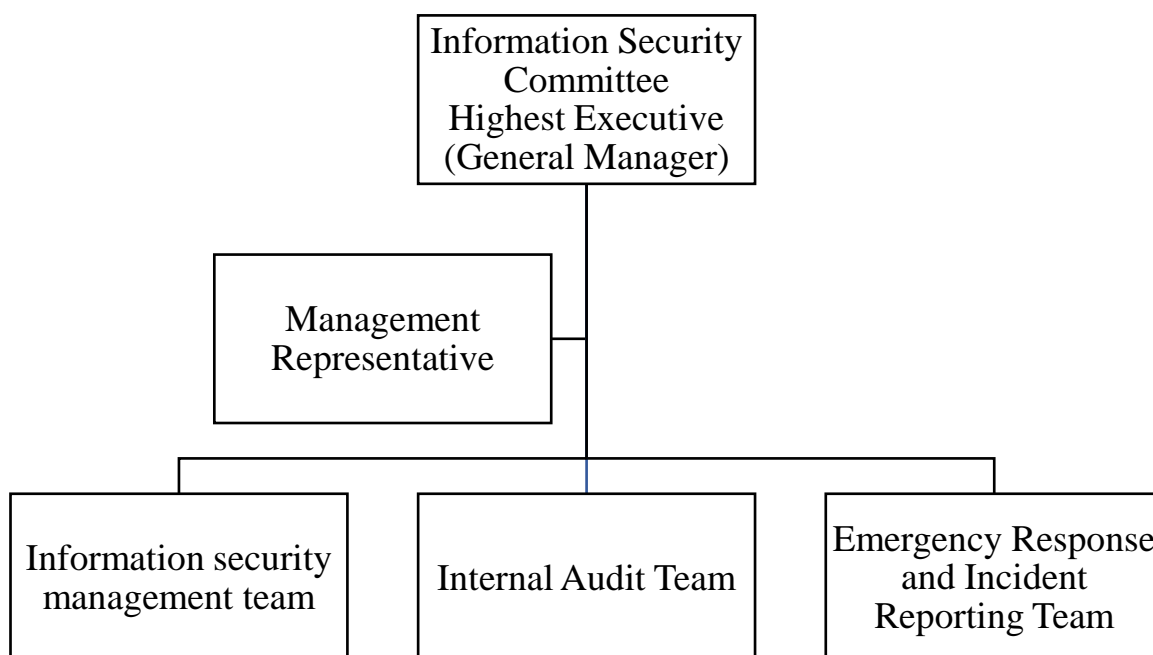 Information Security
Committee
Highest Executive
(General Manager)
Management
Representative
Information security
management team
Internal Audit Team
Emergency Response
and Incident
Reporting Team